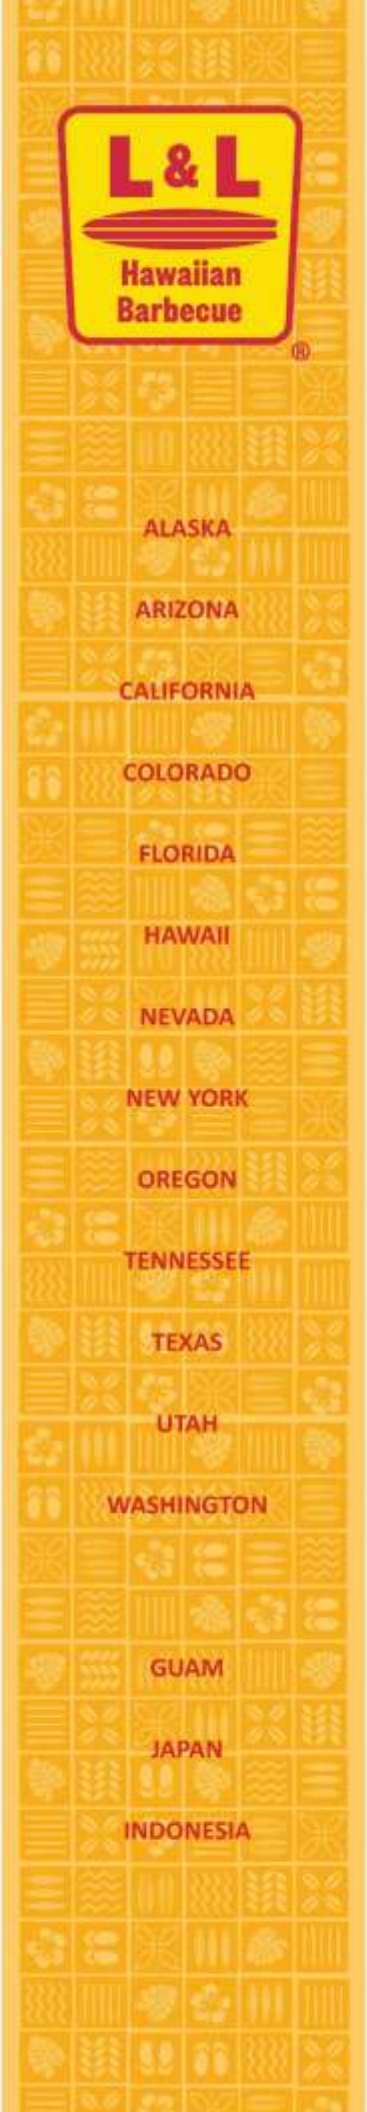 L & L
Hawaiian
Barbecue
®
ALASKA
ARIZONA
CALIFORNIA
COLORADO
FLORIDA
HAWAII
NEVADA
NEW YORK
OREGON
TENNESSEE
TEXAS
UTAH
WASHINGTON
GUAM
JAPAN
INDONESIA